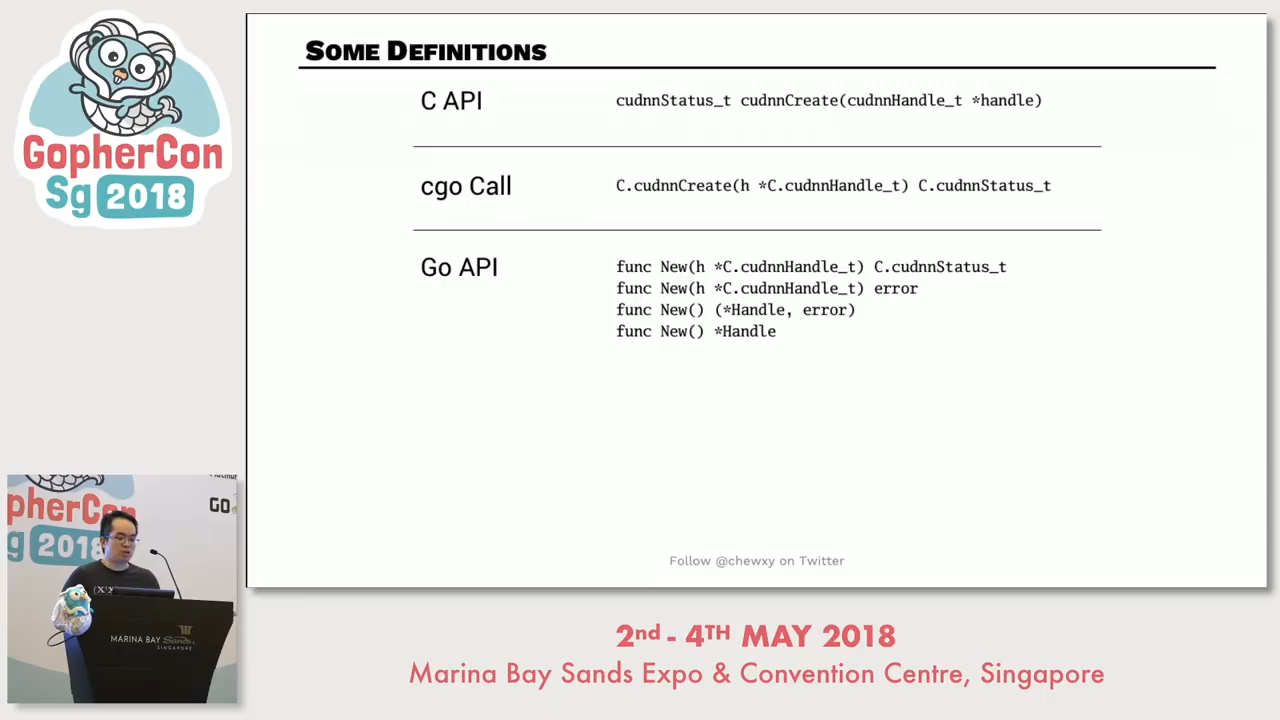 GopherCon
Sg 2018
SOME DEFINITIONS
C API
cudnnStatus_t cudnnCreate(cudnnHandle_t *handle)
cgo Call
C.cudnnCreate(h *C.cudnnHandle_t) C.cudnnStatus_t
Go API
func New(h *C.cudnnHandle_t) C.cudnnStatus_t
func New(h *C.cudnnHandle_t) error
func New() (*Handle, error)
func New() *Handle
Follow @chewxy on Twitter
pherCon
g 2018
GO
MARINA BAY Sands
SINGAPORE
2nd - 4TH MAY 2018
Marina Bay Sands Expo & Convention Centre, Singapore